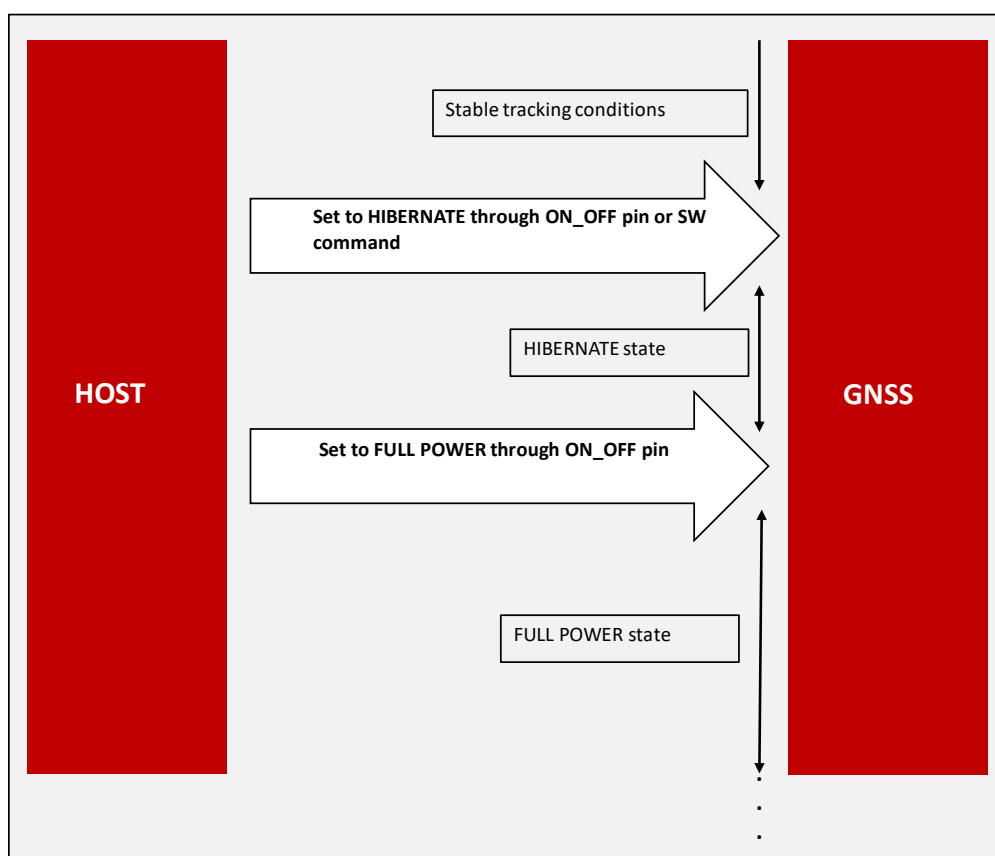 Stable tracking conditions
Set to HIBERNATE through ON_OFF pin or SW
command
HIBERNATE state
HOST
GNSS
Set to FULL POWER through ON_OFF pin
FULL POWER state